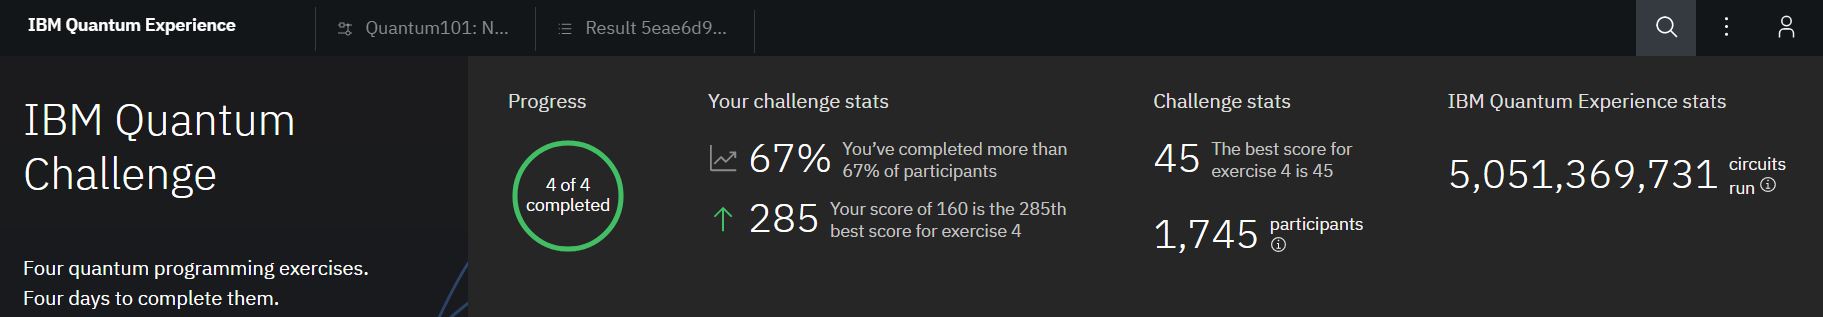 IBM Quantum Experience
Quantum101: N...
Result 5eae6d9...
IBM Quantum
Challenge
Four quantum programming exercises.
Four days to complete them.
Progress
4 of 4
completed
Your challenge stats
67%
You've completed more than
67% of participants
285
Your score of 160 is the 285th
best score for exercise 4
Challenge stats
45
The best score for
exercise 4 is 45
1,745
participants
IBM Quantum Experience stats
5,051,369,731
circuits
run